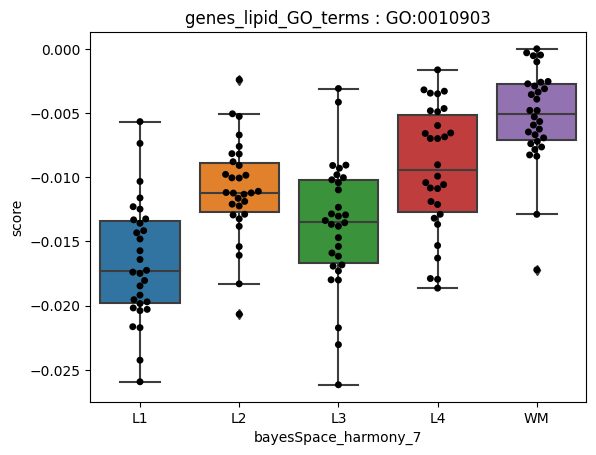 genes_lipid_GO_terms : GO:0010903
0.000
−0.005
−0.010
−0.015
−0.020
−0.025
score
L1 L2 L3 L4 WM
bayesSpace_harmony_7